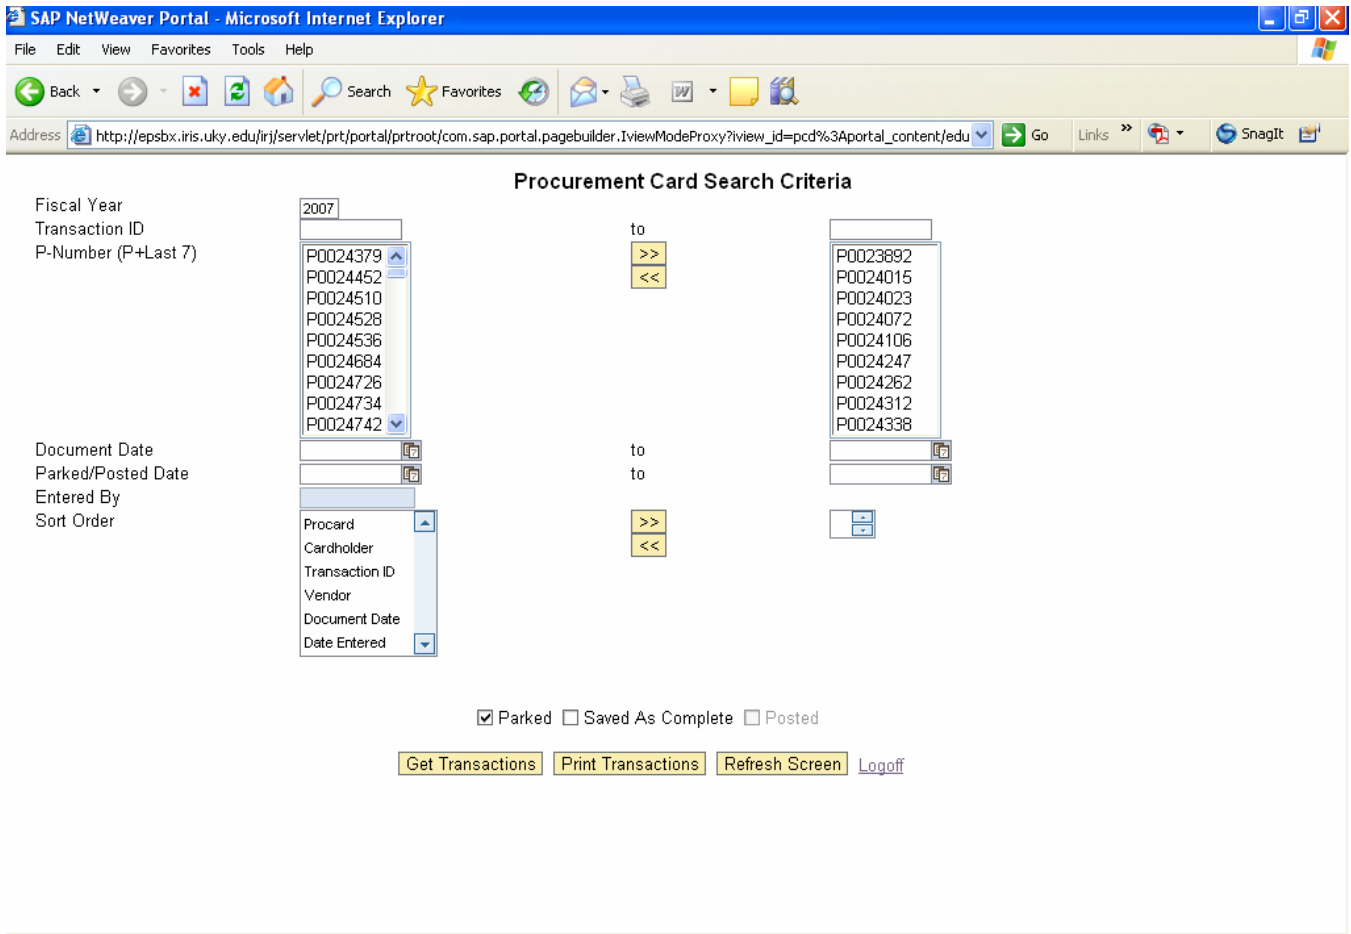 SAP NetWeaver Portal - Microsoft Internet Explorer
File Edit View Favorites Tools Help
Back Search Favorites
Address http://epsbx.iris.uky.edu/irj/servlet/prt/portal/prtroot/com.sap.portal.pagebuilder.IviewModeProxy?iview_id=pcd%3Aportal_content/edu Go Links » SnagIt
Procurement Card Search Criteria
Fiscal Year 2007
Transaction ID to
P-Number (P+Last 7) P0024379 >> P0023892
P0024452 << P0024015
P0024510 P0024023
P0024528 P0024072
P0024536 P0024106
P0024684 P0024247
P0024726 P0024262
P0024734 P0024312
P0024742 P0024338
Document Date to
Parked/Posted Date to
Entered By
Sort Order Procard >>
Cardholder <<
Transaction ID
Vendor
Document Date
Date Entered
Parked Saved As Complete Posted
Get Transactions Print Transactions Refresh Screen Logoff